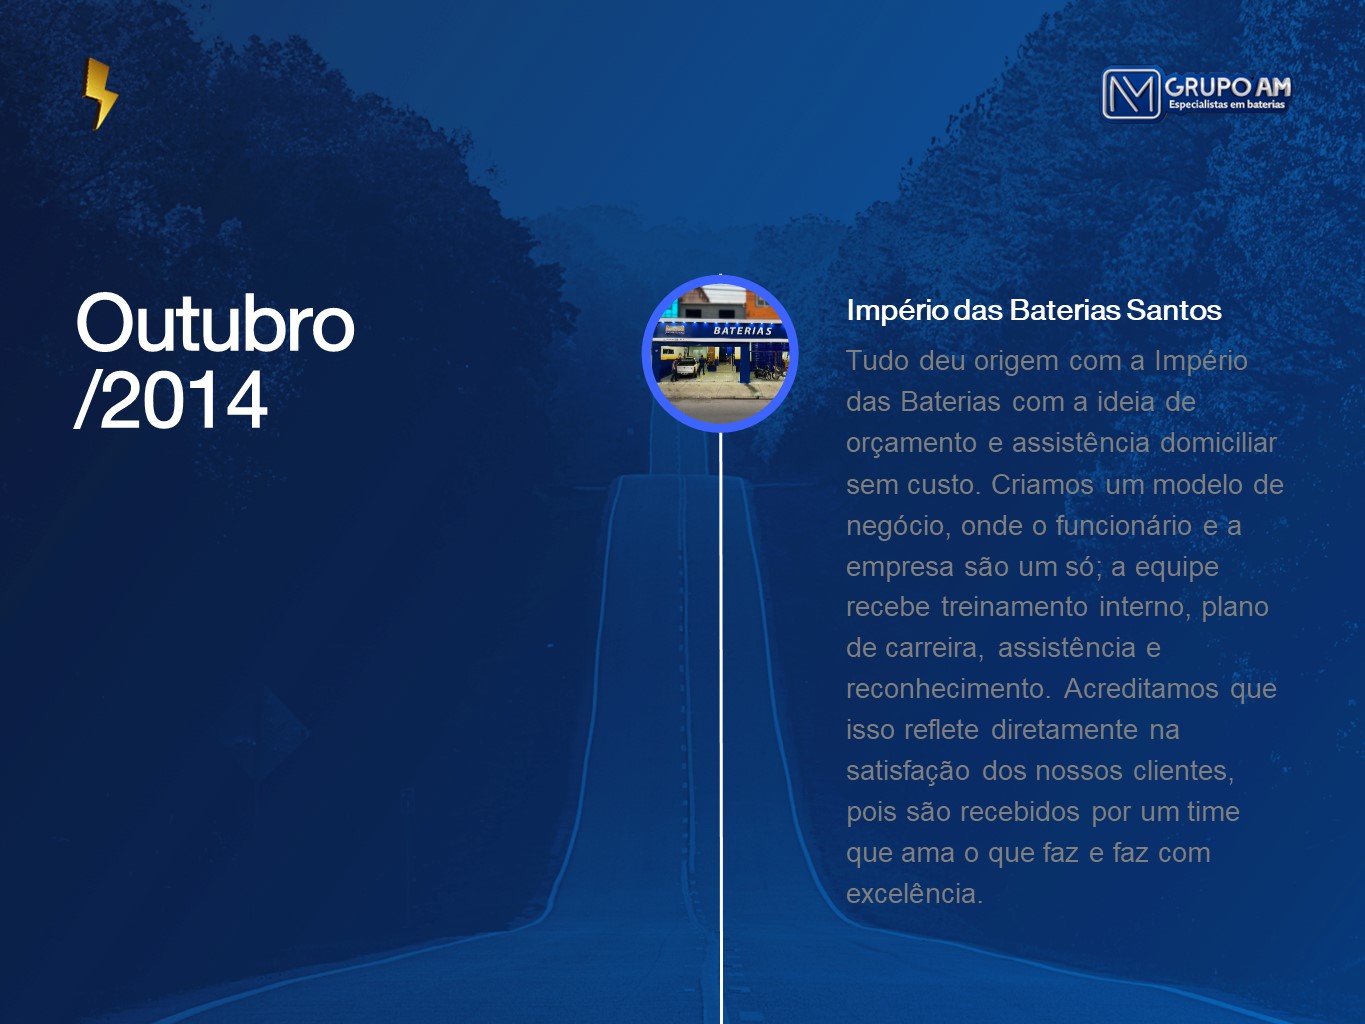 GRUPO AM
Especialistas em baterias
Outubro
/2014
BATERIAS
Império das Baterias Santos
Tudo deu origem com a Império
das Baterias com a ideia de
orçamento e assistência domiciliar
sem custo. Criamos um modelo de
negócio, onde o funcionário e a
empresa são um só; a equipe
recebe treinamento interno, plano
de carreira, assistência e
reconhecimento. Acreditamos que
isso reflete diretamente na
satisfação dos nossos clientes,
pois são recebidos por um time
que ama o que faz e faz com
excelência.